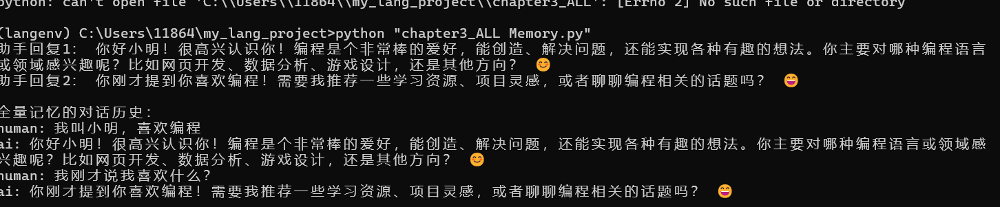 python: can't open file 'C:\\Users\\11864\\my_lang_project\\chapter3_ALL': [Errno 2] No such file or directory
(langenv) C:\Users\11864\my_lang_project>python "chapter3_ALL Memory.py"
助手回复1： 你好小明！很高兴认识你！编程是个非常棒的爱好，能创造、解决问题，还能实现各种有趣的想法。你主要对哪种编程语言
或领域感兴趣呢？比如网页开发、数据分析、游戏设计，还是其他方向？ 😊
助手回复2： 你刚才提到你喜欢编程！需要我推荐一些学习资源、项目灵感，或者聊聊编程相关的话题吗？ 😄
全量记忆的对话历史：
human: 我叫小明，喜欢编程
ai: 你好小明！很高兴认识你！编程是个非常棒的爱好，能创造、解决问题，还能实现各种有趣的想法。你主要对哪种编程语言或领域感
兴趣呢？比如网页开发、数据分析、游戏设计，还是其他方向？ 😊
human: 我刚才说我喜欢什么？
ai: 你刚才提到你喜欢编程！需要我推荐一些学习资源、项目灵感，或者聊聊编程相关的话题吗？ 😄